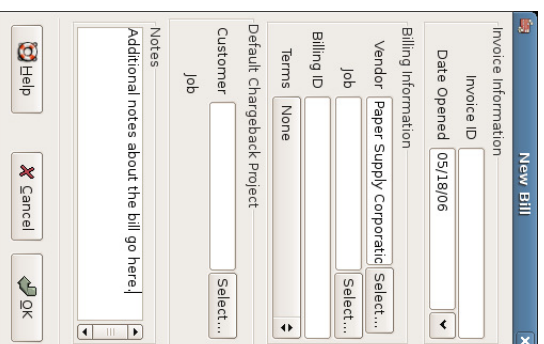 New Bill
Invoice Information
Invoice ID
Date Opened 05/18/06
Billing Information
Vendor Paper Supply Corporatic Select...
Job Select...
Billing ID
Terms None
Default Chargeback Project
Customer Select...
Job
Notes
Additional notes about the bill go here.
Help Cancel OK